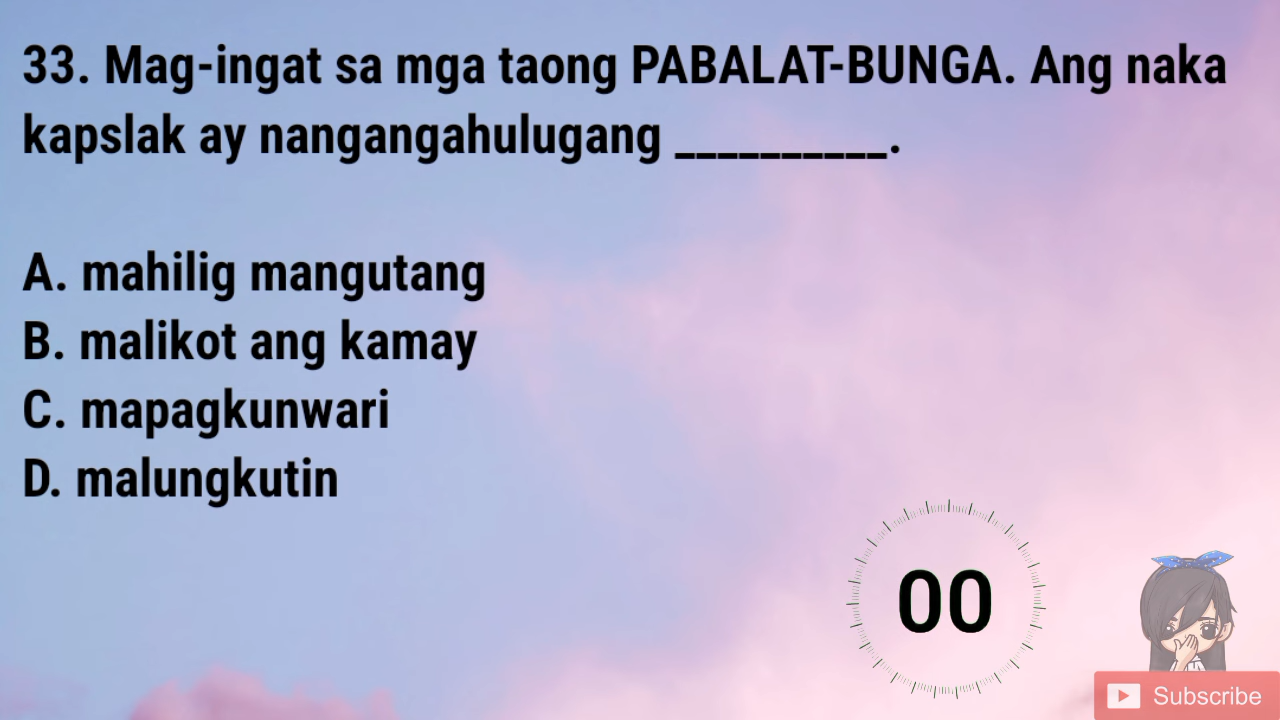 33. Mag-ingat sa mga taong PABALAT-BUNGA. Ang naka
kapslak ay nangangahulugang __________.
A. mahilig mangutang
B. malikot ang kamay
C. mapagkunwari
D. malungkutin
00
Subscribe